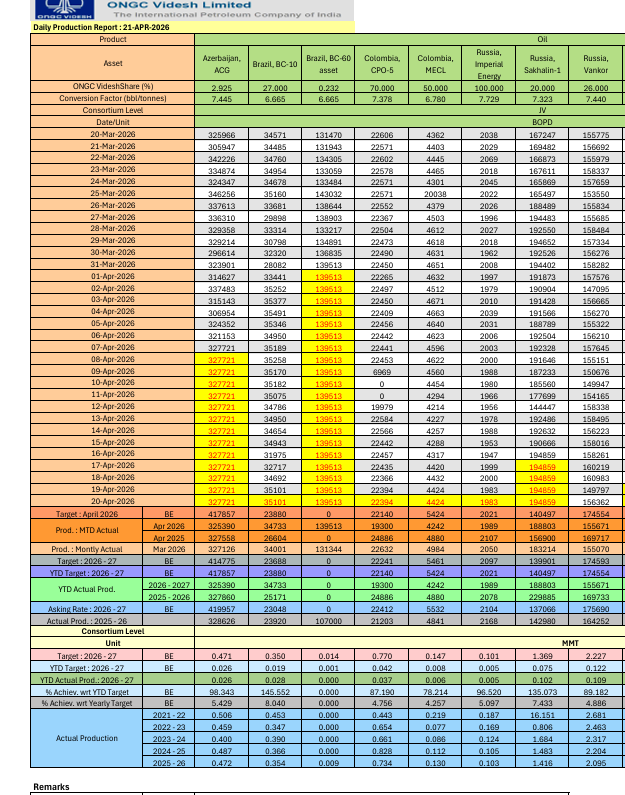 ONGC Videsh Limited
ONGC VIDESH The International Petroleum Company of India
Daily Production Report : 21-APR-2026
Product Oil
Asset Azerbaijan, ACG Brazil, BC-10 Brazil, BC-60 asset Colombia, CPO-5 Colombia, MECL Russia, Imperial Energy Russia, Sakhalin-1 Russia, Vankor
ONGC VideshShare (%) 2.925 27.000 0.232 70.000 50.000 100.000 20.000 26.000
Conversion Factor (bbl/tonnes) 7.445 6.665 6.665 7.378 6.780 7.729 7.323 7.440
Consortium Level JV
Date/Unit BOPD
20-Mar-2026 325966 34571 131470 22606 4362 2038 167247 155775
21-Mar-2026 305947 34485 131943 22571 4403 2029 169482 156692
22-Mar-2026 342226 34760 134305 22602 4445 2069 166873 155979
23-Mar-2026 334874 34954 133059 22578 4465 2018 167611 158337
24-Mar-2026 324347 34678 133484 22571 4301 2045 165869 157659
25-Mar-2026 346256 35160 143032 22571 20038 2022 165497 153550
26-Mar-2026 337613 33681 138644 22552 4379 2026 188489 155834
27-Mar-2026 336310 29898 138903 22367 4503 1996 194483 155685
28-Mar-2026 329358 33314 133217 22504 4612 2027 192550 158484
29-Mar-2026 329214 30798 134891 22473 4618 2018 194652 157334
30-Mar-2026 296614 32320 136835 22490 4631 1962 192526 156276
31-Mar-2026 323901 28082 139513 22450 4651 2008 194402 158282
01-Apr-2026 314627 33441 139513 22265 4632 1997 191873 157576
02-Apr-2026 337483 35252 139513 22497 4512 1979 190904 147095
03-Apr-2026 315143 35377 139513 22450 4671 2010 191428 156665
04-Apr-2026 306954 35491 139513 22409 4663 2039 191566 156270
05-Apr-2026 324352 35346 139513 22456 4640 2031 188789 155322
06-Apr-2026 321153 34950 139513 22442 4623 2006 192504 156210
07-Apr-2026 327721 35189 139513 22441 4596 2003 192328 157645
08-Apr-2026 327721 35258 139513 22453 4622 2000 191646 155151
09-Apr-2026 327721 35170 139513 6969 4560 1988 187233 150676
10-Apr-2026 327721 35182 139513 0 4454 1980 185560 149947
11-Apr-2026 327721 35075 139513 0 4294 1966 177699 154165
12-Apr-2026 327721 34786 139513 19979 4214 1956 144447 158338
13-Apr-2026 327721 34950 139513 22584 4227 1978 192486 158495
14-Apr-2026 327721 34654 139513 22566 4257 1988 192632 157213
15-Apr-2026 327721 34943 139513 22442 4288 1953 190666 158016
16-Apr-2026 327721 31975 139513 22457 4317 1947 194859 158261
17-Apr-2026 327721 32717 139513 22435 4420 1999 194859 160219
18-Apr-2026 327721 34692 139513 22366 4432 2000 194859 160983
19-Apr-2026 327721 35101 139513 22394 4424 1983 194859 149797
20-Apr-2026 327721 35101 139513 22394 4424 1983 194859 156362
Target : April 2026 BE 417857 23880 0 22140 5424 2021 140497 174554
Prod. : MTD Actual Apr 2026 325390 34733 139513 19300 4242 1989 188803 155671
Apr 2025 327558 26604 0 24886 4880 2107 156900 169717
Prod. : Montly Actual Mar 2026 327126 34001 131344 22632 4984 2050 183214 155070
Target : 2026 - 27 BE 414775 23688 0 22241 5461 2097 139901 174593
YTD Target : 2026 - 27 BE 417857 23880 0 22140 5424 2021 140497 174554
YTD Actual Prod. 2026 - 2027 325390 34733 0 19300 4242 1989 188803 155671
2025 - 2026 327860 25171 0 24886 4880 2078 229885 169733
Asking Rate : 2026 - 27 BE 419957 23048 0 22412 5532 2104 137066 175690
Actual Prod. : 2025 - 26 328626 23920 107000 21203 4841 2168 142980 164252
Consortium Level
Unit MMT
Target : 2026 - 27 BE 0.471 0.350 0.014 0.770 0.147 0.101 1.369 2.227
YTD Target : 2026 - 27 BE 0.026 0.019 0.001 0.042 0.008 0.005 0.075 0.122
YTD Actual Prod.: 2026 - 27 0.026 0.028 0.000 0.037 0.006 0.005 0.102 0.109
% Achiev. wrt YTD Target BE 98.343 145.552 0.000 87.190 78.214 96.520 135.073 89.182
% Achiev. wrt Yearly Target BE 5.429 8.040 0.000 4.756 4.257 5.097 7.433 4.886
Actual Production 2021 - 22 0.506 0.453 0.000 0.443 0.219 0.187 16.151 2.681
2022 - 23 0.459 0.347 0.000 0.654 0.077 0.169 0.806 2.463
2023 - 24 0.400 0.390 0.000 0.661 0.086 0.124 1.684 2.317
2024 - 25 0.487 0.366 0.000 0.828 0.112 0.105 1.483 2.204
2025 - 26 0.472 0.354 0.009 0.734 0.130 0.103 1.416 2.095
Remarks